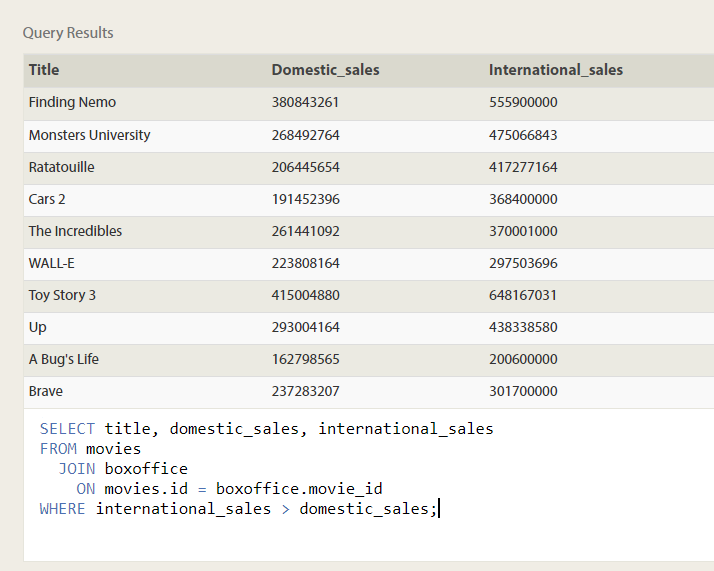 Query Results
Title Domestic_sales International_sales
Finding Nemo 380843261 555900000
Monsters University 268492764 475066843
Ratatouille 206445654 417277164
Cars 2 191452396 368400000
The Incredibles 261441092 370001000
WALL-E 223808164 297503696
Toy Story 3 415004880 648167031
Up 293004164 438338580
A Bug's Life 162798565 200600000
Brave 237283207 301700000
SELECT title, domestic_sales, international_sales
FROM movies
JOIN boxoffice
ON movies.id = boxoffice.movie_id
WHERE international_sales > domestic_sales;